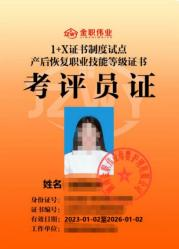 金职伟业
1+X证书制度试点
产后恢复职业技能等级证书
考评员证
姓名
身份证号:
证书编号:
有效日期: 2023-01-02至2026-01-02
工作单位: